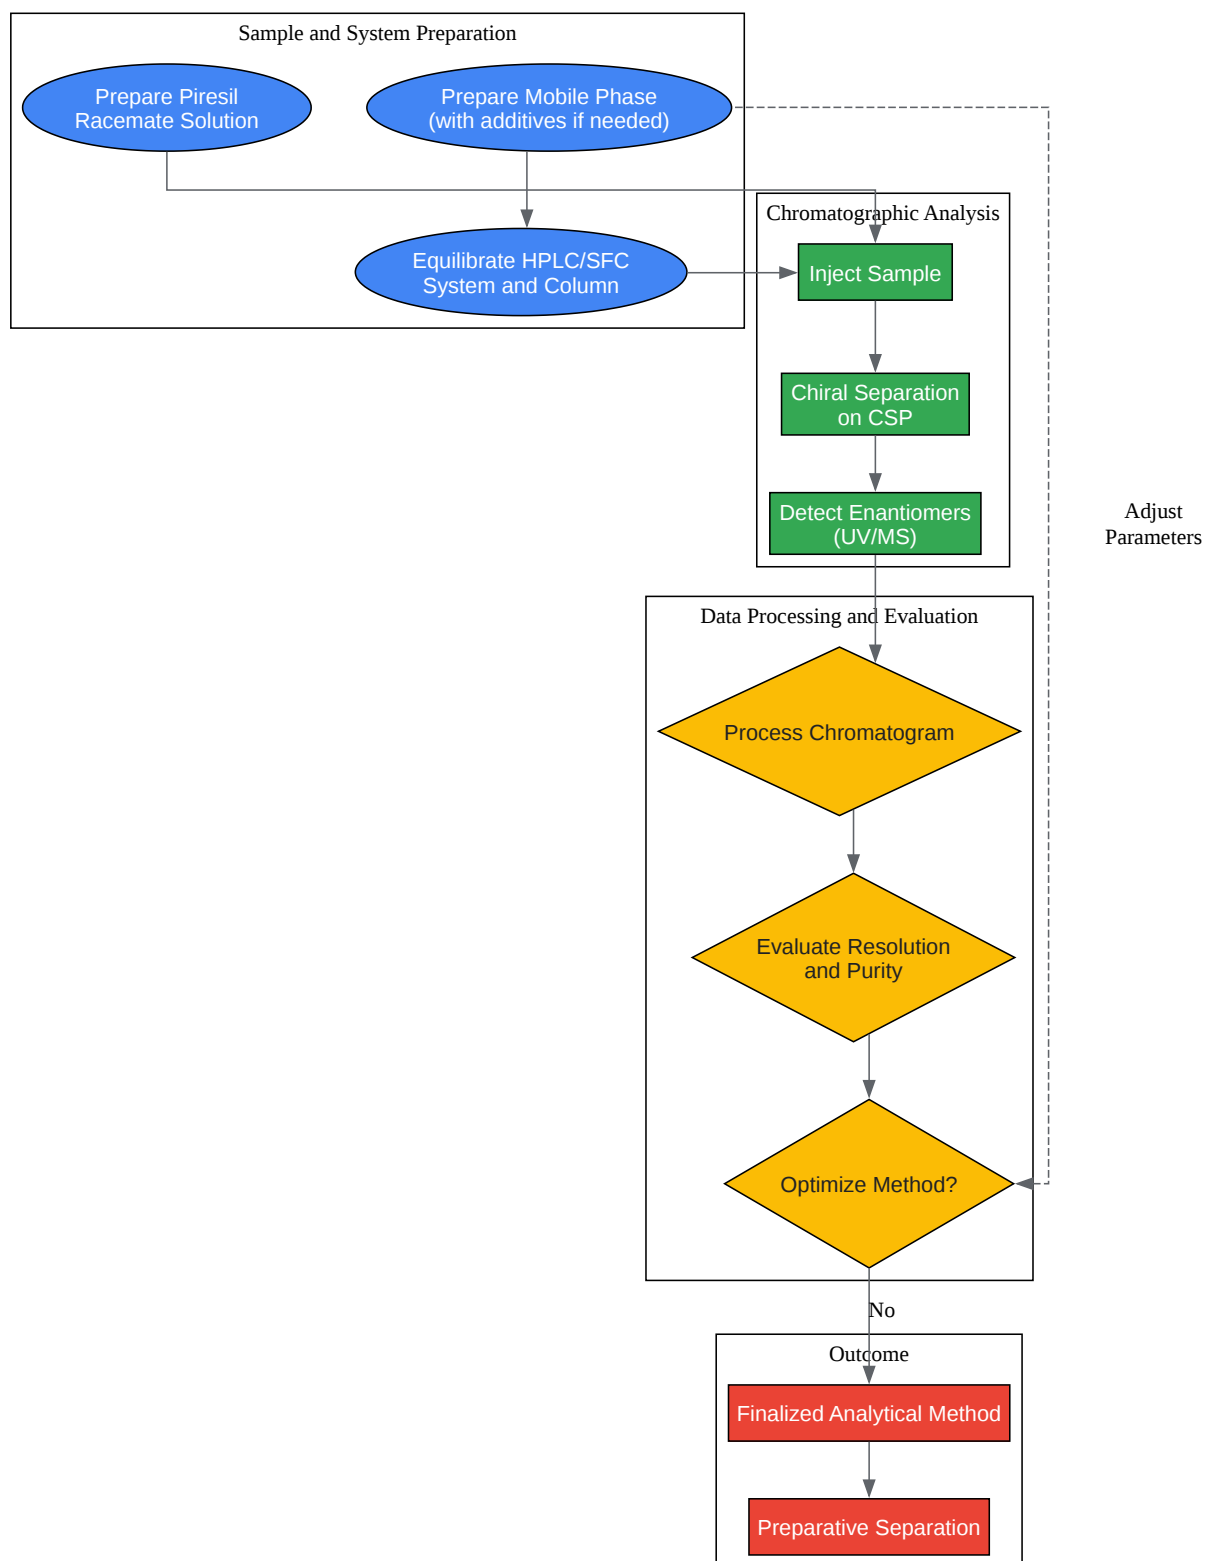 Sample and System Preparation
Prepare Piresil
Racemate Solution
Prepare Mobile Phase
(with additives if needed)
Equilibrate HPLC/SFC
System and Column
Chromatographic Analysis
Inject Sample
Chiral Separation
on CSP
Detect Enantiomers
(UV/MS)
Adjust
Parameters
Data Processing and Evaluation
Process Chromatogram
Evaluate Resolution
and Purity
Optimize Method?
No
Outcome
Finalized Analytical Method
Preparative Separation